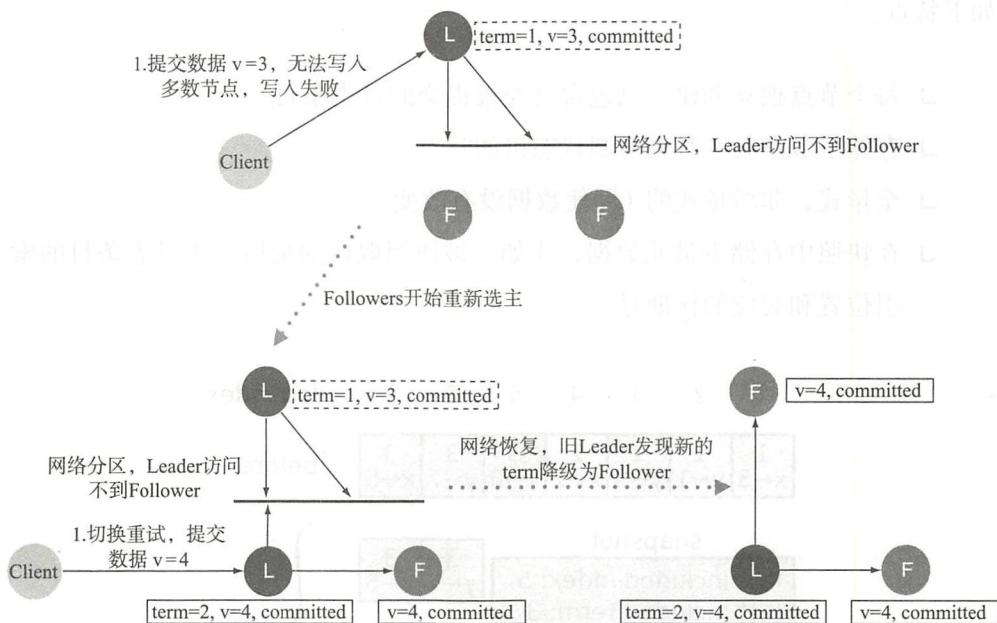 L
term=1, v=3, committed
1.提交数据 v=3，无法写入
多数节点，写入失败
Client
网络分区，Leader访问不到Follower
F
F
Followers开始重新选主
L
term=1, v=3, committed
F
v=4, committed
网络分区，Leader访问
不到Follower
网络恢复，旧Leader发现新的
term降级为Follower
1.切换重试，提交
数据 v=4
Client
L
F
L
F
term=2, v=4, committed
v=4, committed
term=2, v=4, committed
v=4, committed